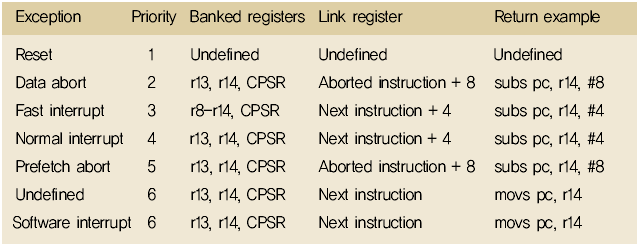 Exception Priority Banked registers Link register Return example
Reset 1 Undefined Undefined Undefined
Data abort 2 r13, r14, CPSR Aborted instruction + 8 subs pc, r14, #8
Fast interrupt 3 r8–r14, CPSR Next instruction + 4 subs pc, r14, #4
Normal interrupt 4 r13, r14, CPSR Next instruction + 4 subs pc, r14, #4
Prefetch abort 5 r13, r14, CPSR Aborted instruction + 8 subs pc, r14, #8
Undefined 6 r13, r14, CPSR Next instruction movs pc, r14
Software interrupt 6 r13, r14, CPSR Next instruction movs pc, r14